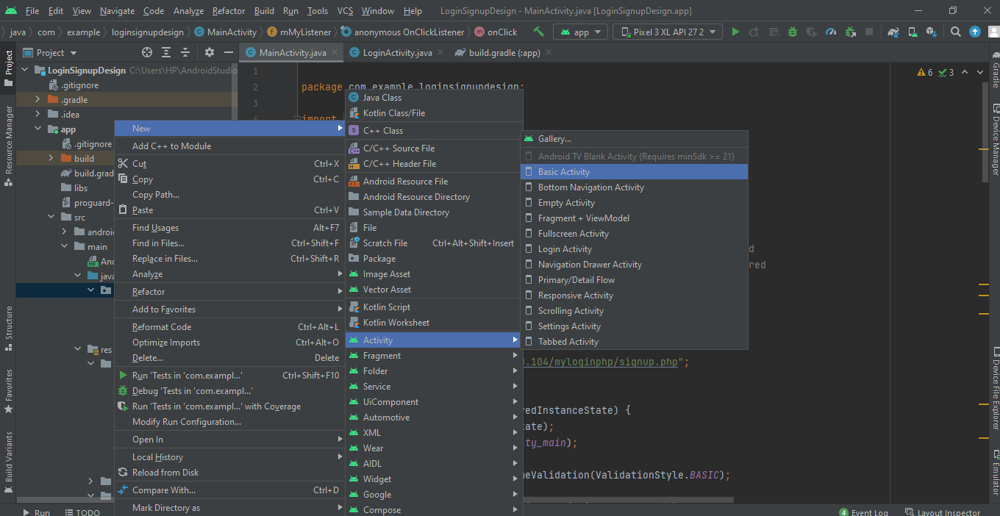 File Edit View Navigate Code Analyze Refactor Build Run Tools VCS Window Help LoginSignupDesign - MainActivity.java [LoginSignupDesign.app]
java com example loginsignupdesign MainActivity mMyListener anonymous OnClickListener onClick app Pixel 3 XL API 27 2
Project
MainActivity.java LoginActivity.java build.gradle (:app)
LoginSignupDesign C:\Users\HP\AndroidStudio
.gitignore
.gradle
.idea
app
.gitignore
build
build.grad
libs
proguard-
src
androi
main
And
java
res
1
2
3
4
package com.example.loginsignupdesign;
import
6
3
New
Add C++ to Module
Cut Ctrl+X
Copy Ctrl+C
Copy Path...
Paste Ctrl+V
Find Usages Alt+F7
Find in Files... Ctrl+Shift+F
Replace in Files... Ctrl+Shift+R
Analyze
Refactor
Add to Favorites
Reformat Code Ctrl+Alt+L
Optimize Imports Ctrl+Alt+O
Delete... Delete
Run 'Tests in 'com.exampl...' Ctrl+Shift+F10
Debug 'Tests in 'com.exampl...'
Run 'Tests in 'com.exampl...' with Coverage
Modify Run Configuration...
Open In
Local History
Reload from Disk
Compare With... Ctrl+D
Mark Directory as
Java Class
Kotlin Class/File
C++ Class
C/C++ Source File
C/C++ Header File
Android Resource File
Android Resource Directory
Sample Data Directory
File
Scratch File Ctrl+Alt+Shift+Insert
Package
Image Asset
Vector Asset
Kotlin Script
Kotlin Worksheet
Activity
Fragment
Folder
Service
UiComponent
Automotive
XML
Wear
AIDL
Widget
Google
Compose
Gallery...
Android TV Blank Activity (Requires minSdk >= 21)
Basic Activity
Bottom Navigation Activity
Empty Activity
Fragment + ViewModel
Fullscreen Activity
Login Activity
Navigation Drawer Activity
Primary/Detail Flow
Responsive Activity
Scrolling Activity
Settings Activity
Tabbed Activity
d
red
.104/myloginphp/signup.php";
vedInstanceState) {
tate);
ty_main);
eValidation(ValidationStyle.BASIC);
Project
Resource Manager
Structure
Favorites
Build Variants
Gradle
Device Manager
Device File Explorer
Emulator
Run TODO 4 Event Log Layout Inspector